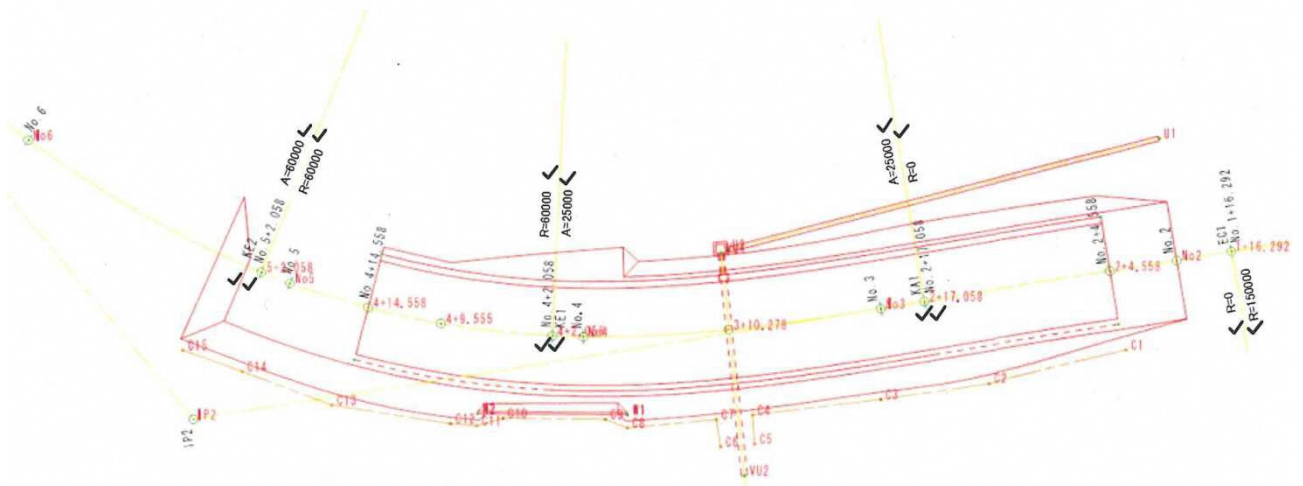 No. 6
No6
KE2
No. 5+2. 058
5+2.058
A=60000
R=60000
No. 5
No5
No. 4+14. 558
4+14.558
4+9.555
R=60000
A=25000
No. 4+2. 058
KE1
No. 4
No4
U2
U1
3+10.278
A=25000
R=0
No. 3
No3
KA1
No. 2+17. 058
2+17.058
No. 2+4. 558
2+4.558
No. 2
No2
EC1
No. 1+16. 292
1+16.292
R=0
R=150000
C15
C14
C13
IP2
IP2
C12
C11
W2
C10
C9
W1
C8
C7
C6
C4
C5
VU2
C3
C2
C1